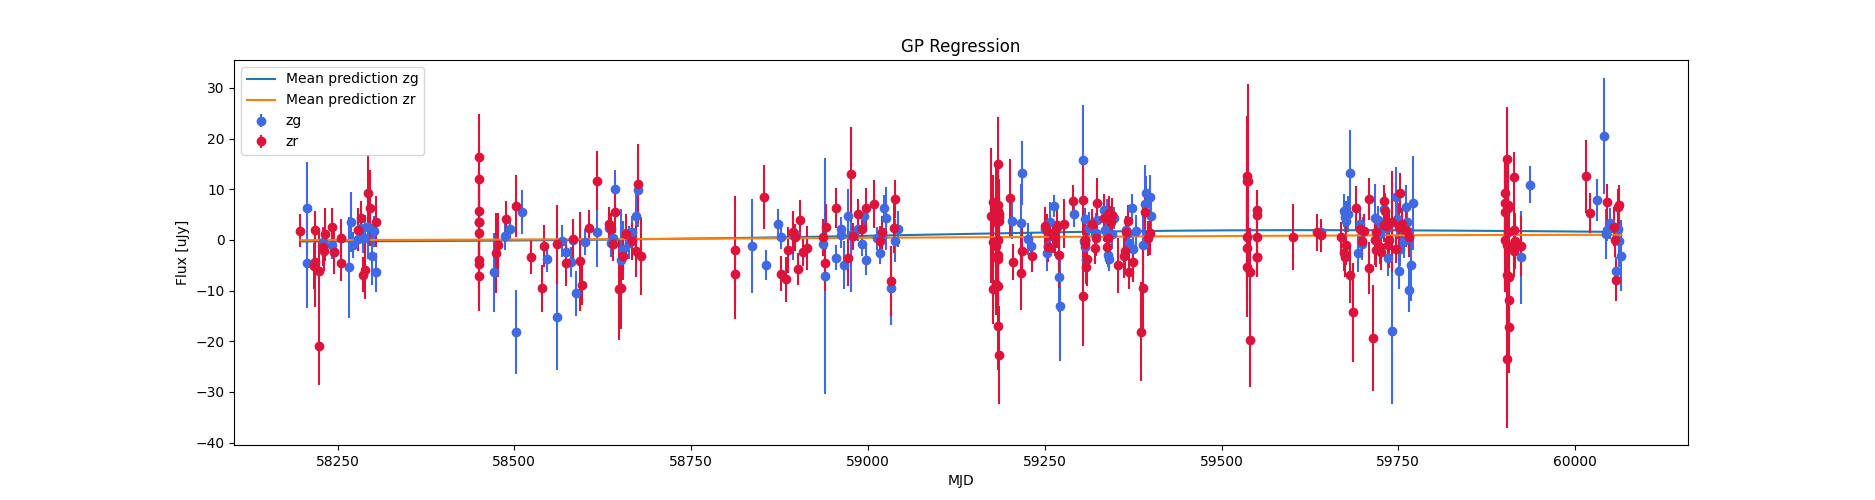 GP Regression
Mean prediction zg
Mean prediction zr
zg
zr
Flux [uJy]
30
20
10
0
−10
−20
−30
−40
58250 58500 58750 59000 59250 59500 59750 60000
MJD